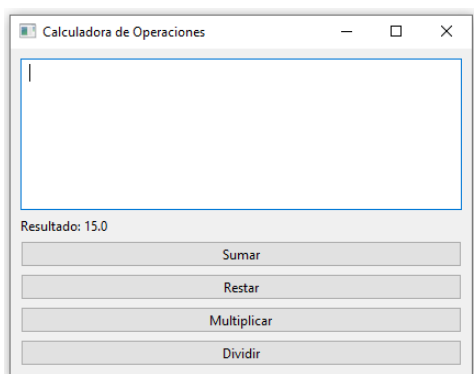 Calculadora de Operaciones
Resultado: 15.0
Sumar
Restar
Multiplicar
Dividir